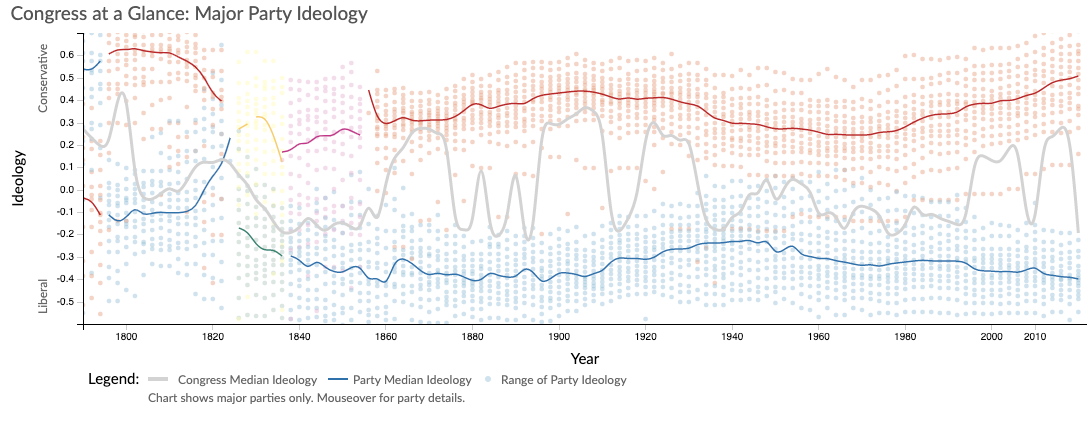 Congress at a Glance: Major Party Ideology
Conservative
Liberal
Ideology
0.6
0.5
0.4
0.3
0.2
0.1
0.0
-0.1
-0.2
-0.3
-0.4
-0.5
1800 1820 1840 1860 1880 1900 1920 1940 1960 1980 2000 2010
Year
Legend: Congress Median Ideology Party Median Ideology Range of Party Ideology
Chart shows major parties only. Mouseover for party details.